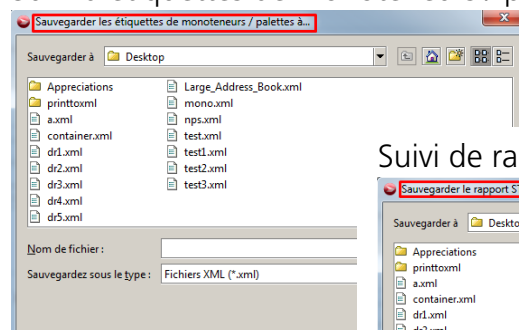 Sauvegarder les étiquettes de monoteneurs / palettes à...
Sauvegarder à
Desktop
Appreciations
printtoxml
a.xml
container.xml
dr1.xml
dr2.xml
dr3.xml
dr4.xml
dr5.xml
Large_Address_Book.xml
mono.xml
nps.xml
test.xml
test1.xml
test2.xml
test3.xml
Nom de fichier :
Sauvegardez sous le type :
Fichiers XML (*.xml)
Suivi de ra
Sauvegarder le rapport S
Sauvegarder à
Deskto
Appreciations
printtoxml
a.xml
container.xml
dr1.xml